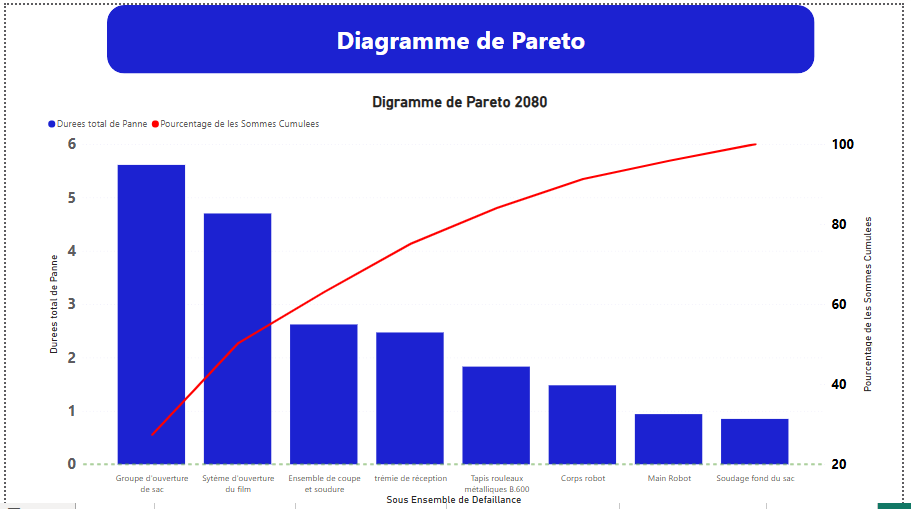 Diagramme de Pareto
Digramme de Pareto 2080
Durees total de Panne Pourcentage de les Sommes Cumulees
6
5
4
3
2
1
0
Durees total de Panne
100
80
60
40
20
Pourcentage de les Sommes Cumulees
Groupe d'ouverture
de sac
Sytème d'ouverture
du film
Ensemble de coupe
et soudure
trémie de réception
Tapis rouleaux
métalliques B.600
Corps robot
Main Robot
Soudage fond du sac
Sous Ensemble de Defaillance